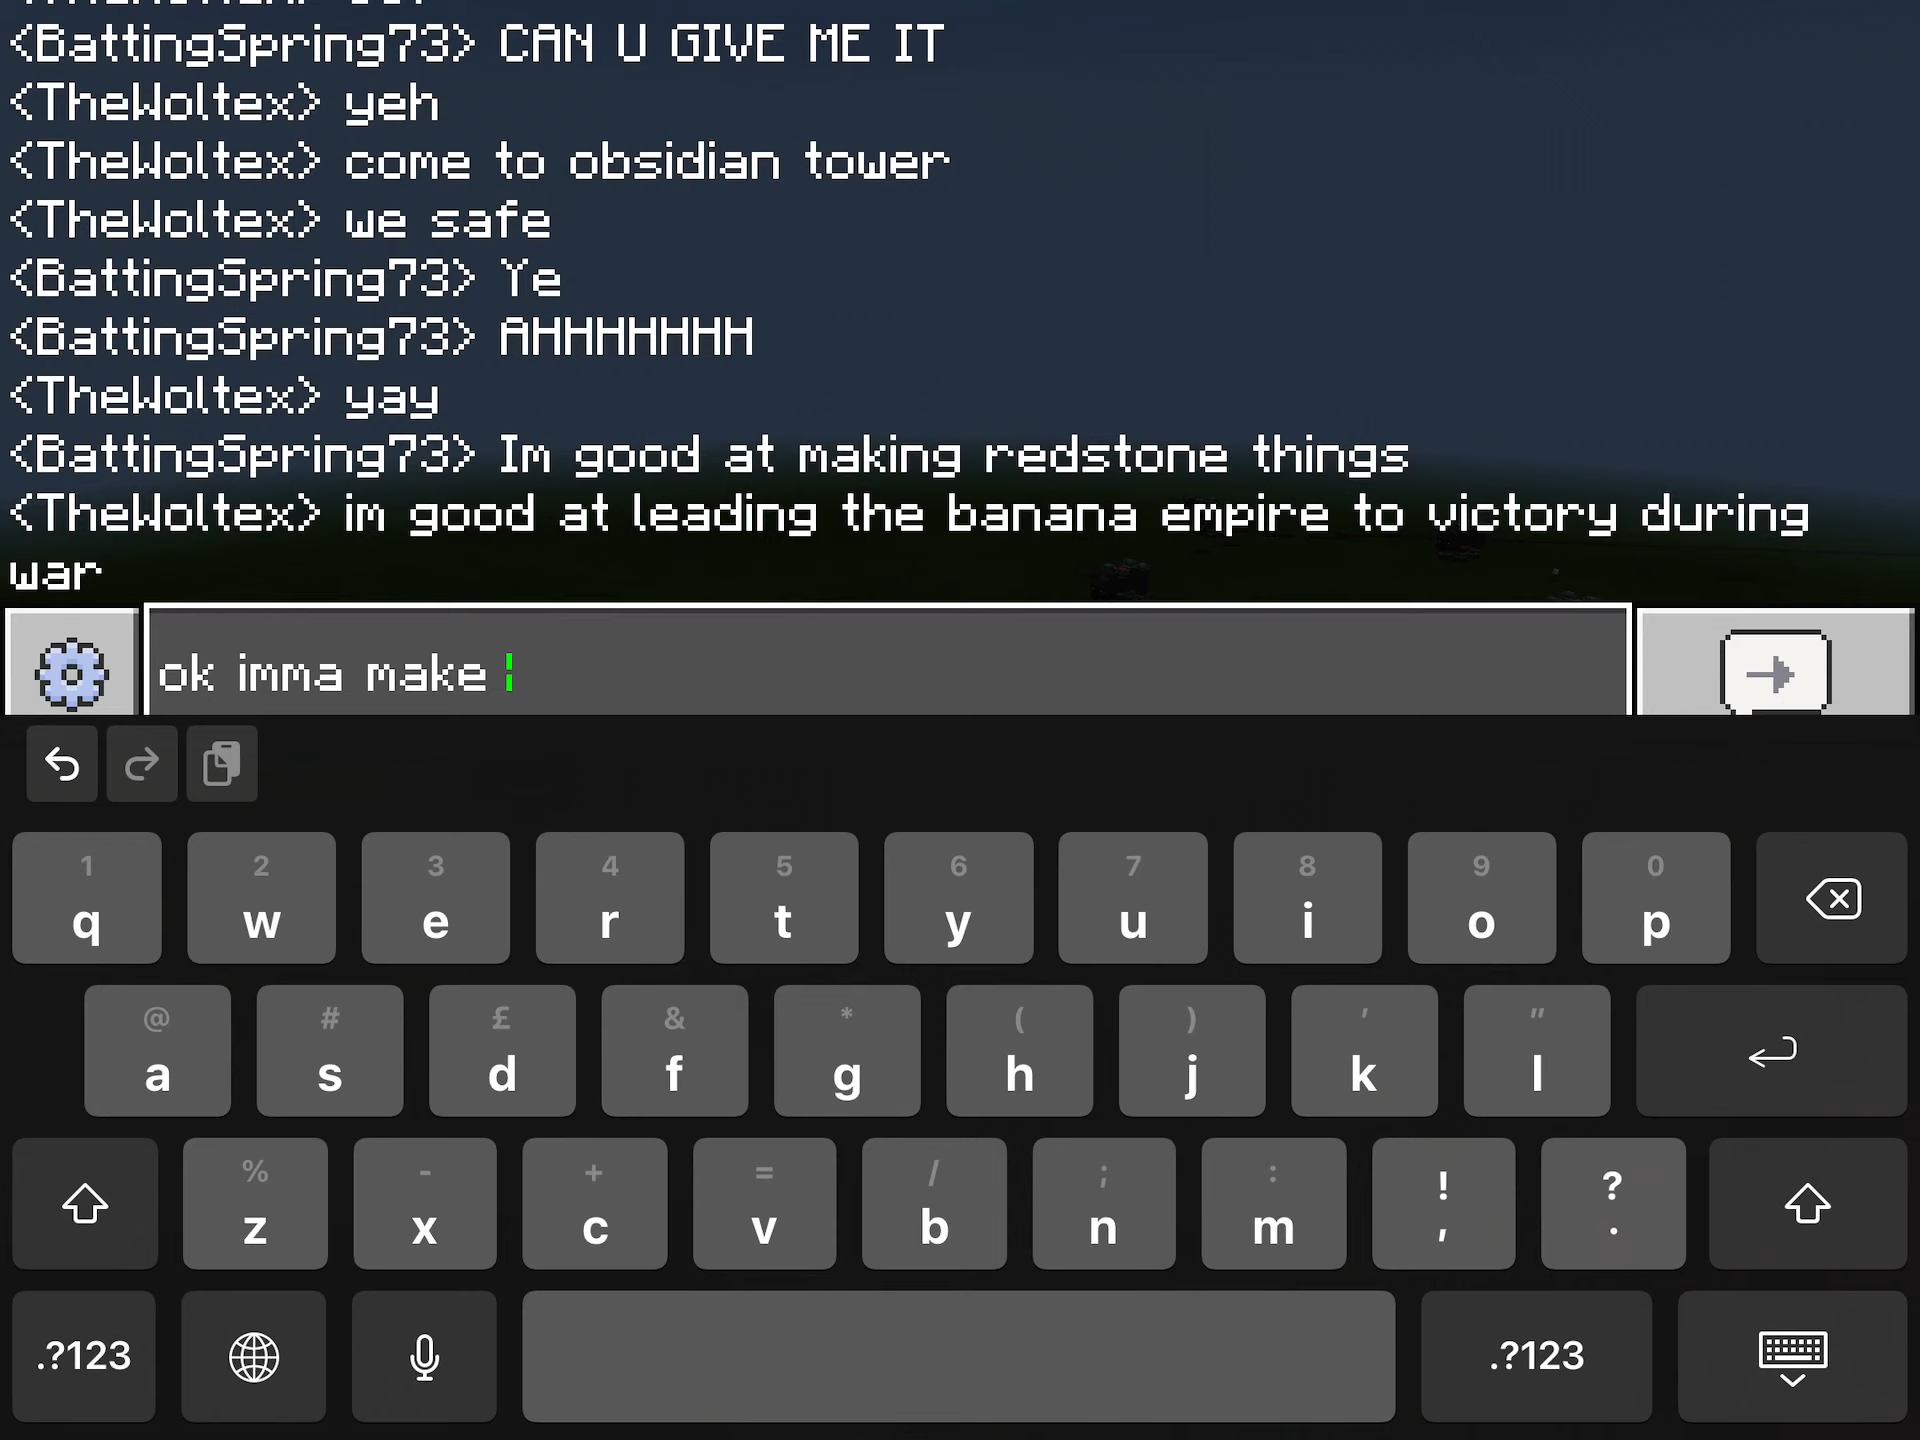 <BattingSpring73> CAN U GIVE ME IT
<TheWoltex> yeh
<TheWoltex> come to obsidian tower
<TheWoltex> we safe
<BattingSpring73> Ye
<BattingSpring73> AHHHHHHH
<TheWoltex> yay
<BattingSpring73> Im good at making redstone things
<TheWoltex> im good at leading the banana empire to victory during
war
ok imma make
1 2 3 4 5 6 7 8 9 0
q w e r t y u i o p
@ # £ & * ( ) ' "
a s d f g h j k l
% - + = / ; : ! ?
z x c v b n m , .
.?123 .?123